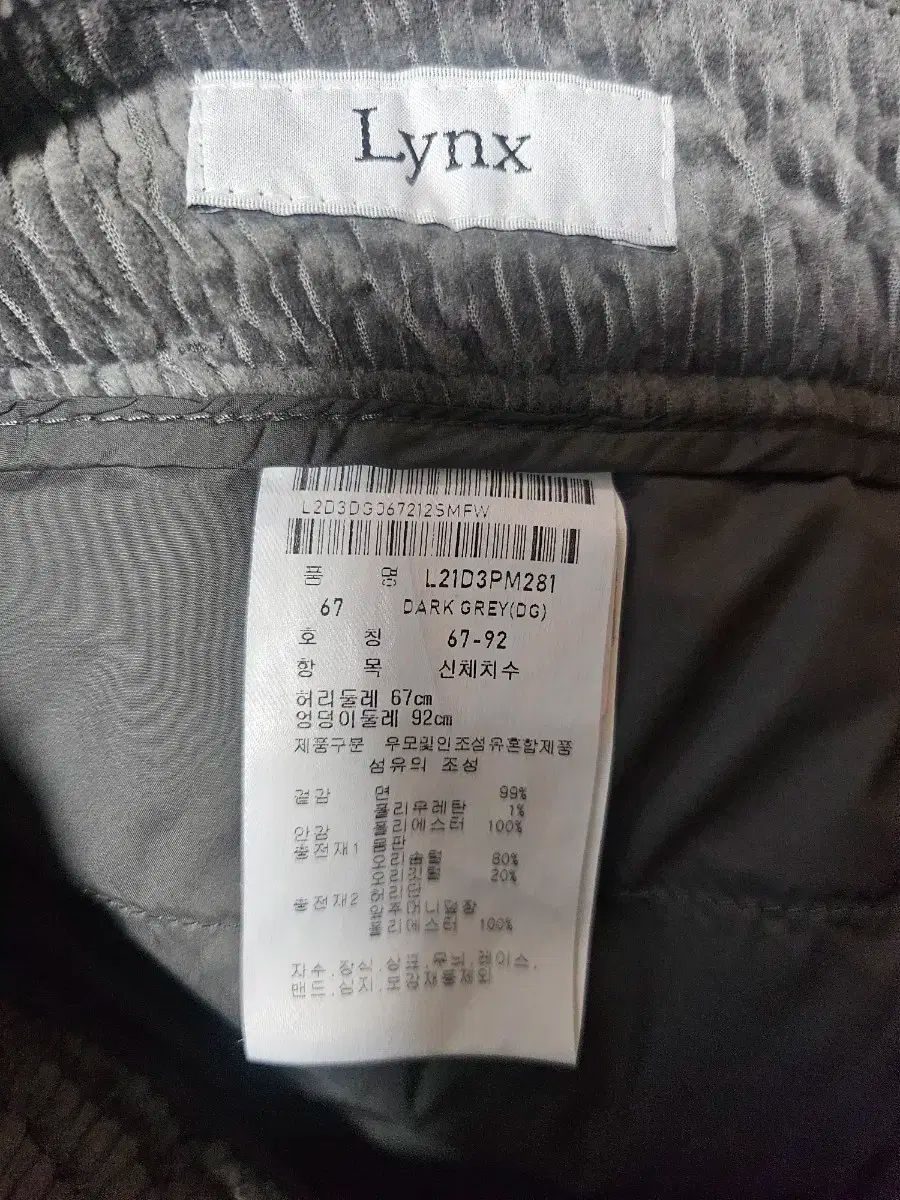 Lynx
L2D3DG067212SMFW
품 명 L21D3PM281
67 DARK GREY(DG)
호 칭 67-92
항 목 신체치수
허리둘레 67cm
엉덩이둘레 92cm
제품구분 우모및인조섬유혼합제품
섬유의 조성
겉감 면 99%
폴리우레탄 1%
안감 폴리에스터 100%
충전재1 몸판
오리솜털 80%
오리깃털 20%
허리단
충전재2 앞주머니덮장
폴리에스터 100%
자수.장식.상표.무늬.레이스.
밴드.심지.보강재등제외